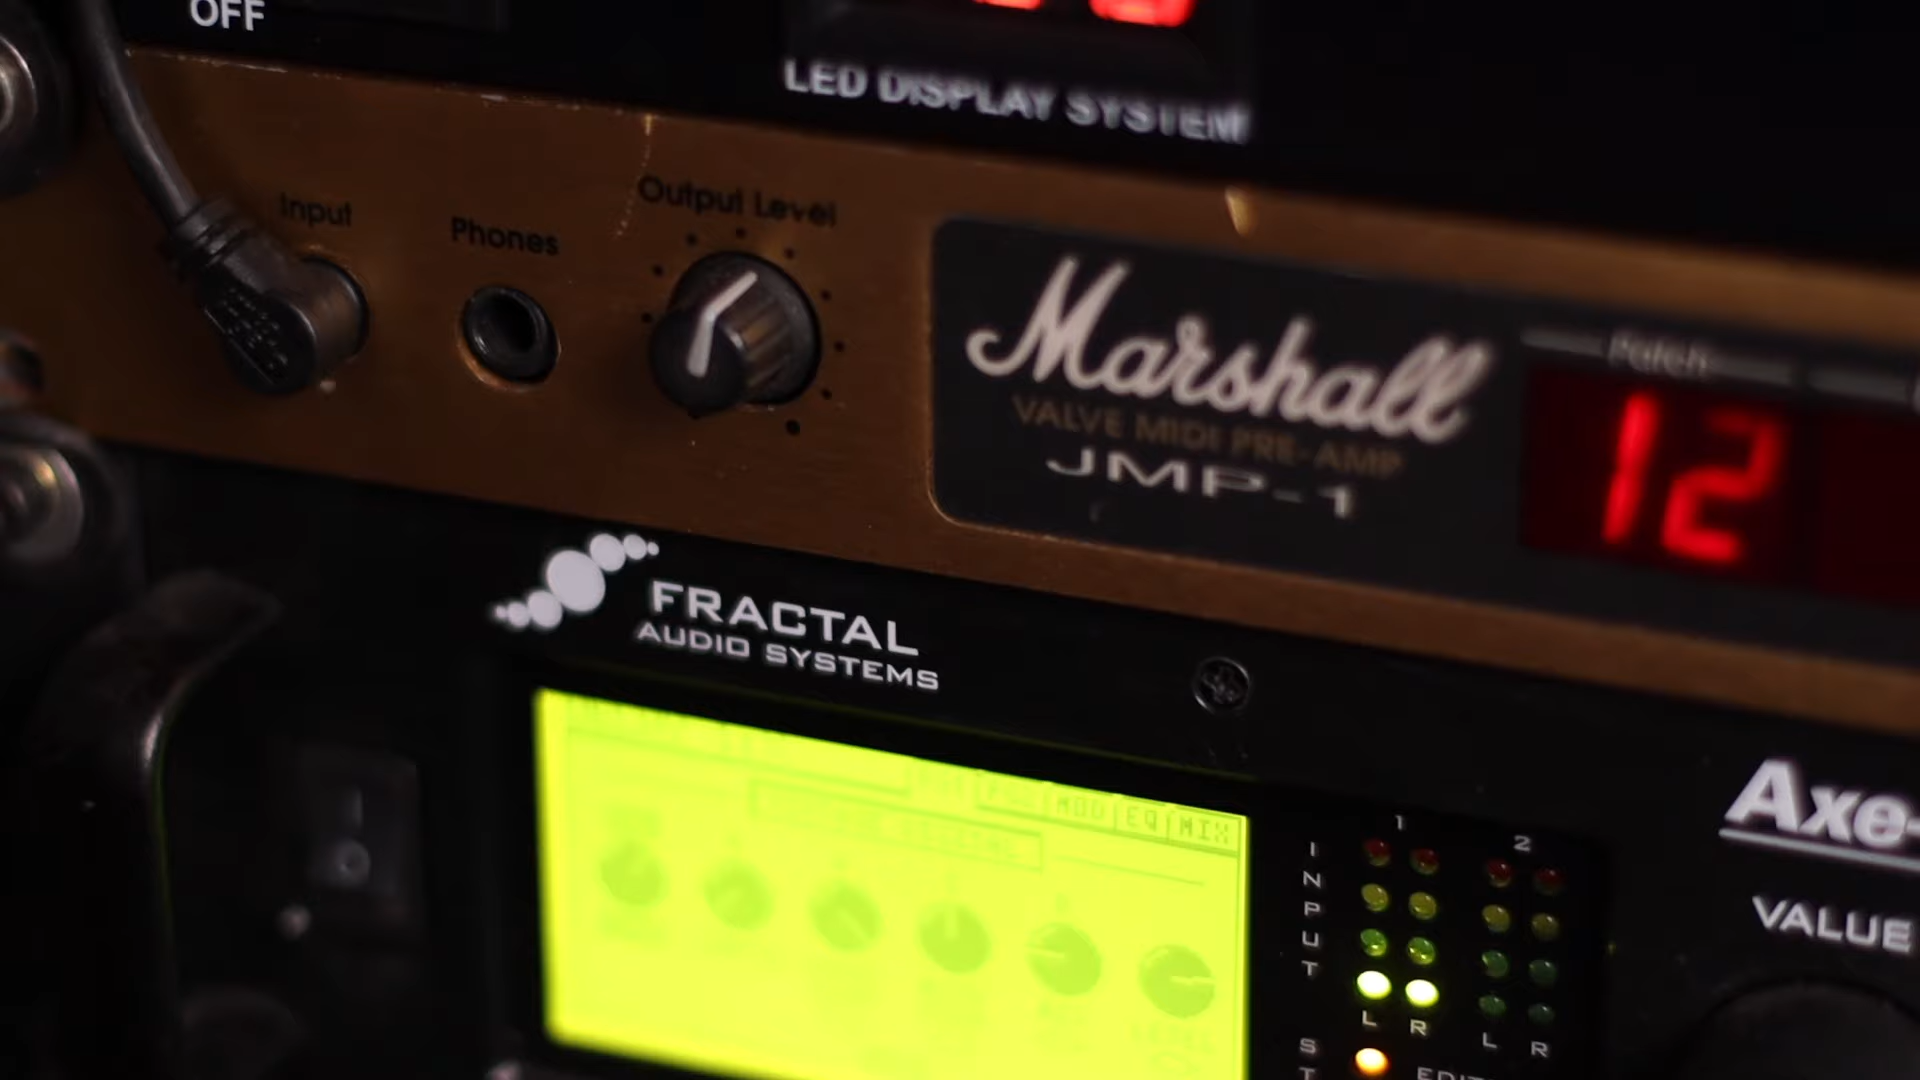 OFF
LED DISPLAY SYSTEM
Input
Phones
Output Level
Marshall
VALVE MIDI PRE-AMP
JMP-1
Patch
12
FRACTAL
AUDIO SYSTEMS
MOD EQ MIX
LEVEL
1 2
INPUT
L R L R
Axe-
VALUE